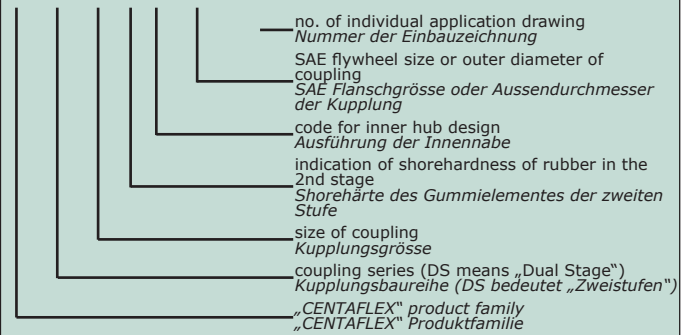 no. of individual application drawing
Nummer der Einbauzeichnung
SAE flywheel size or outer diameter of
coupling
SAE Flanschgrösse oder Aussendurchmesser
der Kupplung
code for inner hub design
Ausführung der Innennabe
indication of shorehardness of rubber in the
2nd stage
Shorehärte des Gummielementes der zweiten
Stufe
size of coupling
Kupplungsgrösse
coupling series (DS means „Dual Stage“)
Kupplungsbaureihe (DS bedeutet „Zweistufen“)
„CENTAFLEX“ product family
„CENTAFLEX“ Produktfamilie